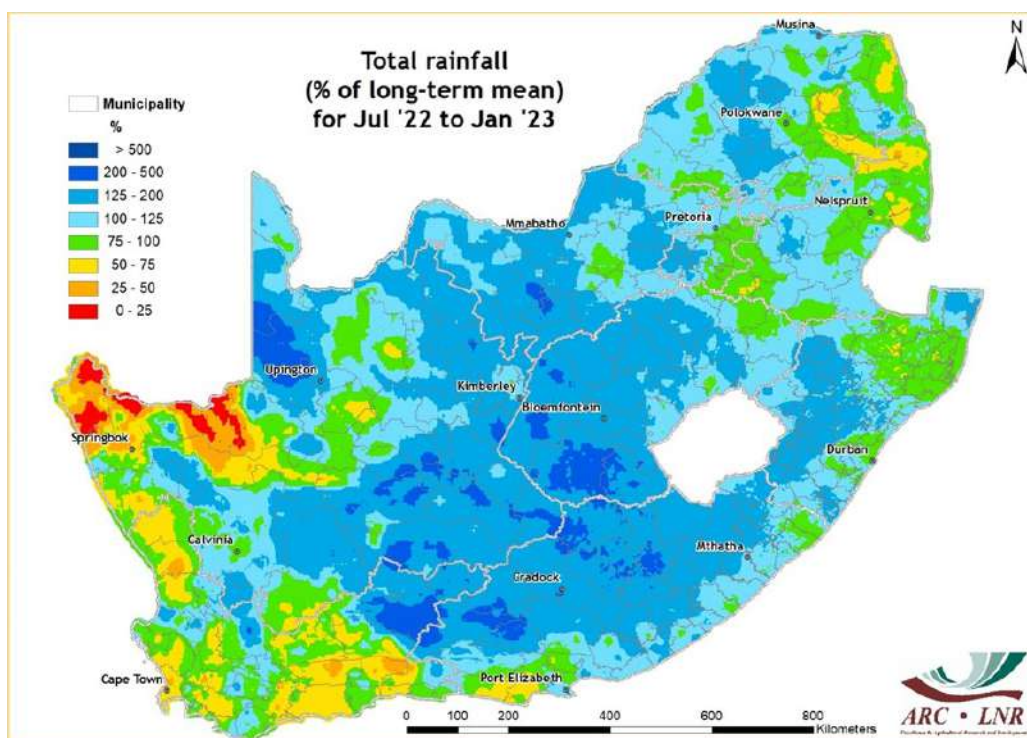 Total rainfall
(% of long-term mean)
for Jul '22 to Jan '23
N
Municipality
%
> 500
200 - 500
125 - 200
100 - 125
75 - 100
50 - 75
25 - 50
0 - 25
Musina
Polokwane
Nelspruit
Pretoria
Mmabatho
Upington
Kimberley
Bloemfontein
Springbok
Durban
Calvinia
Mthatha
Cradock
Cape Town
Port Elizabeth
0 100 200 400 600 800
Kilometers
ARC • LNR